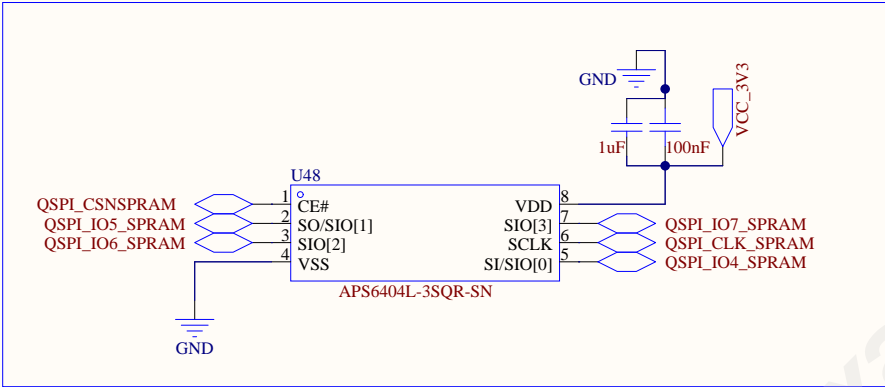 GND
VCC_3V3
1uF
100nF
U48
QSPI_CSNSPRAM
1
CE#
VDD
8
QSPI_IO5_SPRAM
2
SO/SIO[1]
SIO[3]
7
QSPI_IO7_SPRAM
QSPI_IO6_SPRAM
3
SIO[2]
SCLK
6
QSPI_CLK_SPRAM
4
VSS
SI/SIO[0]
5
QSPI_IO4_SPRAM
APS6404L-3SQR-SN
GND